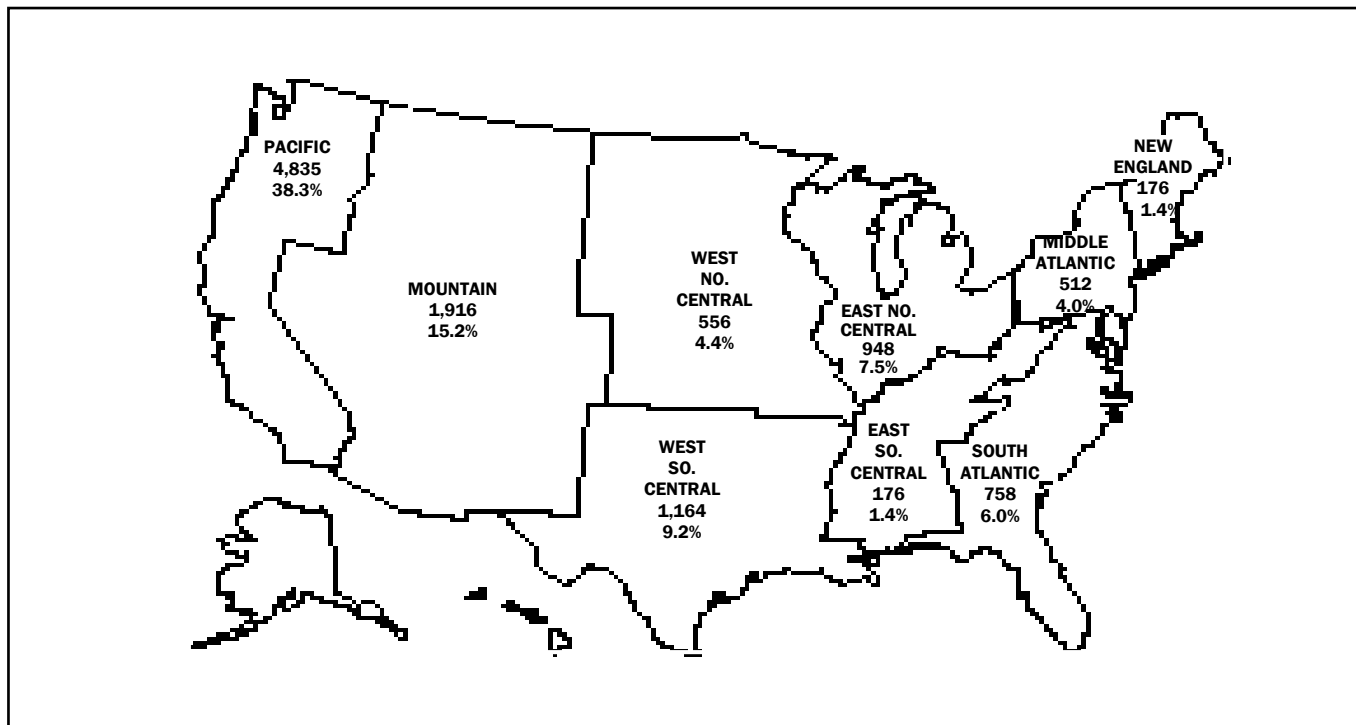 PACIFIC
4,835
38.3%
MOUNTAIN
1,916
15.2%
WEST
NO.
CENTRAL
556
4.4%
EAST NO.
CENTRAL
948
7.5%
NEW
ENGLAND
176
1.4%
MIDDLE
ATLANTIC
512
4.0%
WEST
SO.
CENTRAL
1,164
9.2%
EAST
SO.
CENTRAL
176
1.4%
SOUTH
ATLANTIC
758
6.0%